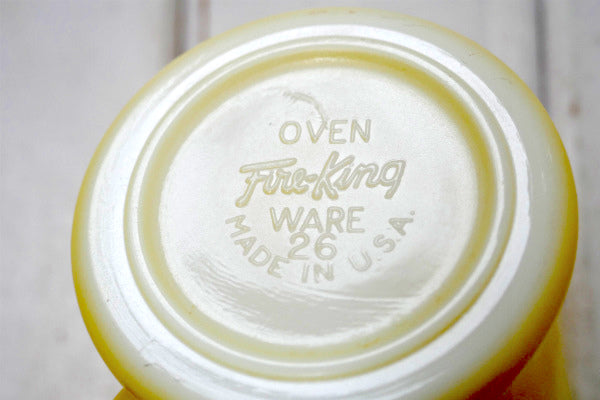 OVEN
Fire-King
WARE
26
MADE IN U.S.A.